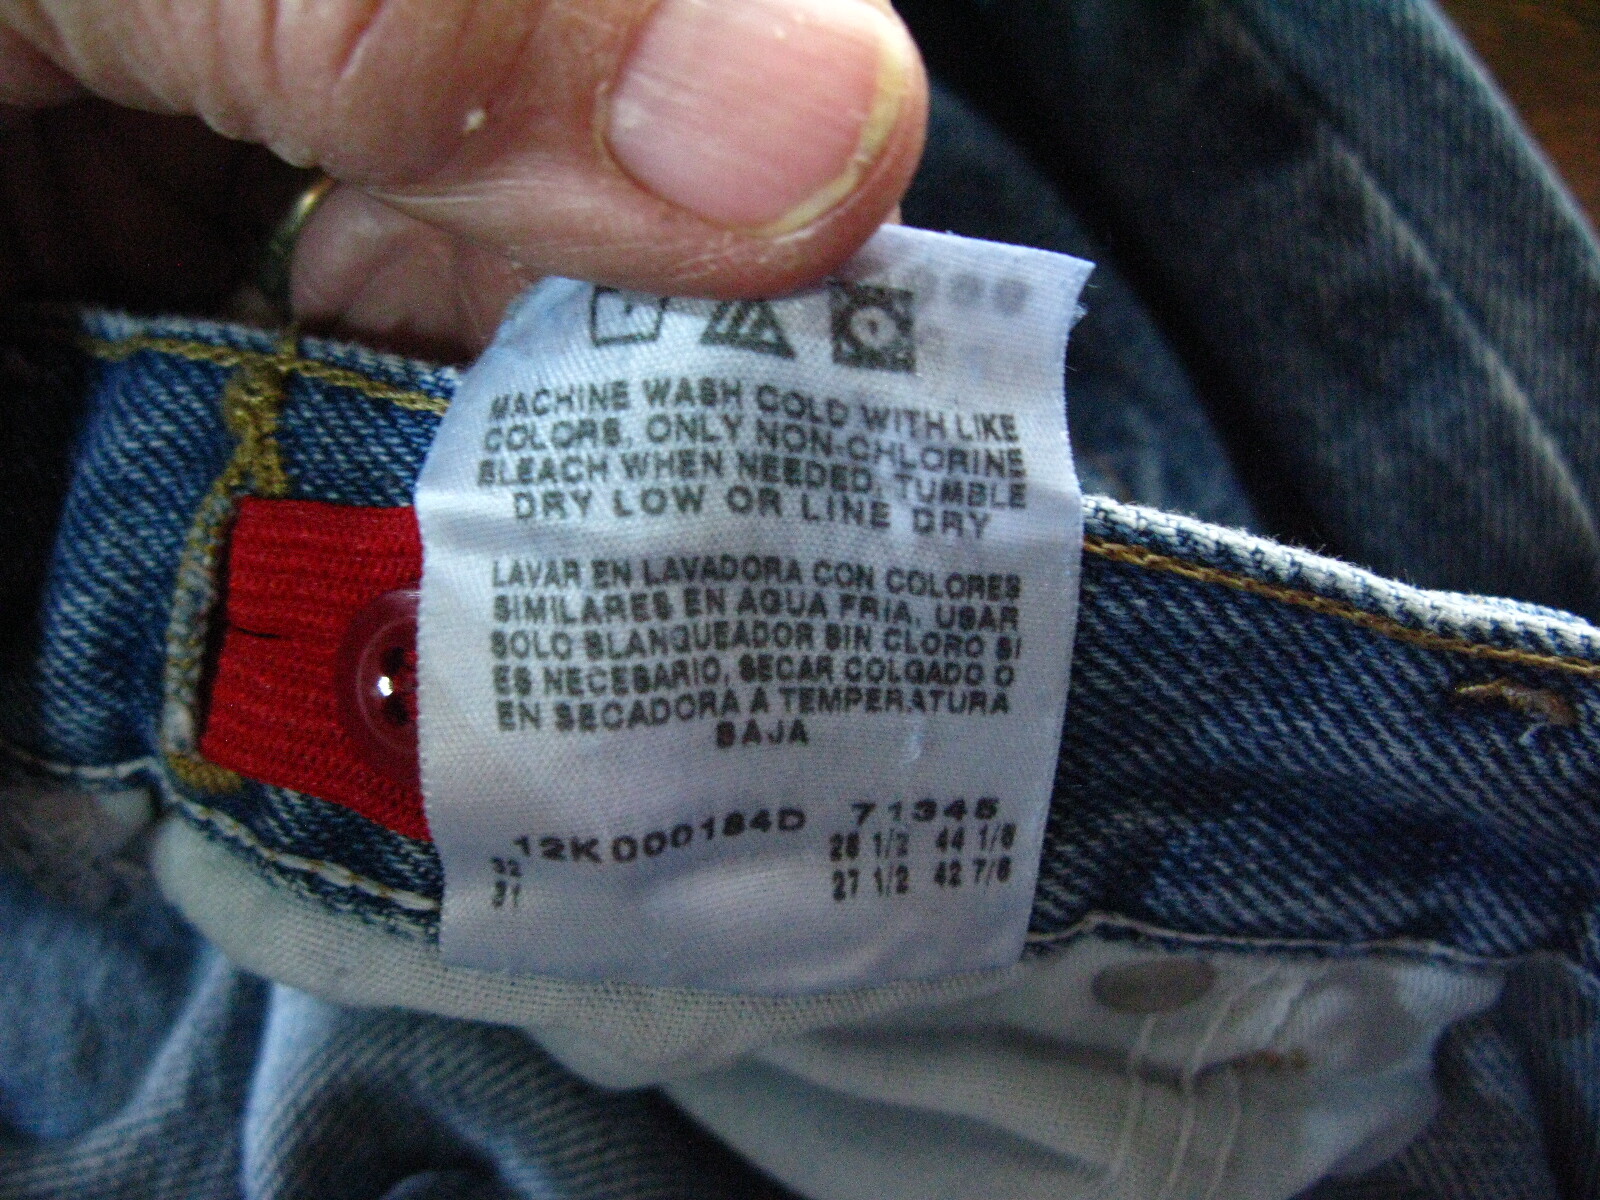 MACHINE WASH COLD WITH LIKE
COLORS, ONLY NON-CHLORINE
BLEACH WHEN NEEDED, TUMBLE
DRY LOW OR LINE DRY
LAVAR EN LAVADORA CON COLORES
SIMILARES EN AGUA FRIA, USAR
SOLO BLANQUEADOR SIN CLORO SI
ES NECESARIO, SECAR COLGADO O
EN SECADORA A TEMPERATURA
BAJA
12K000184D 71345
32 28 1/2 44 1/8
31 27 1/2 42 7/8